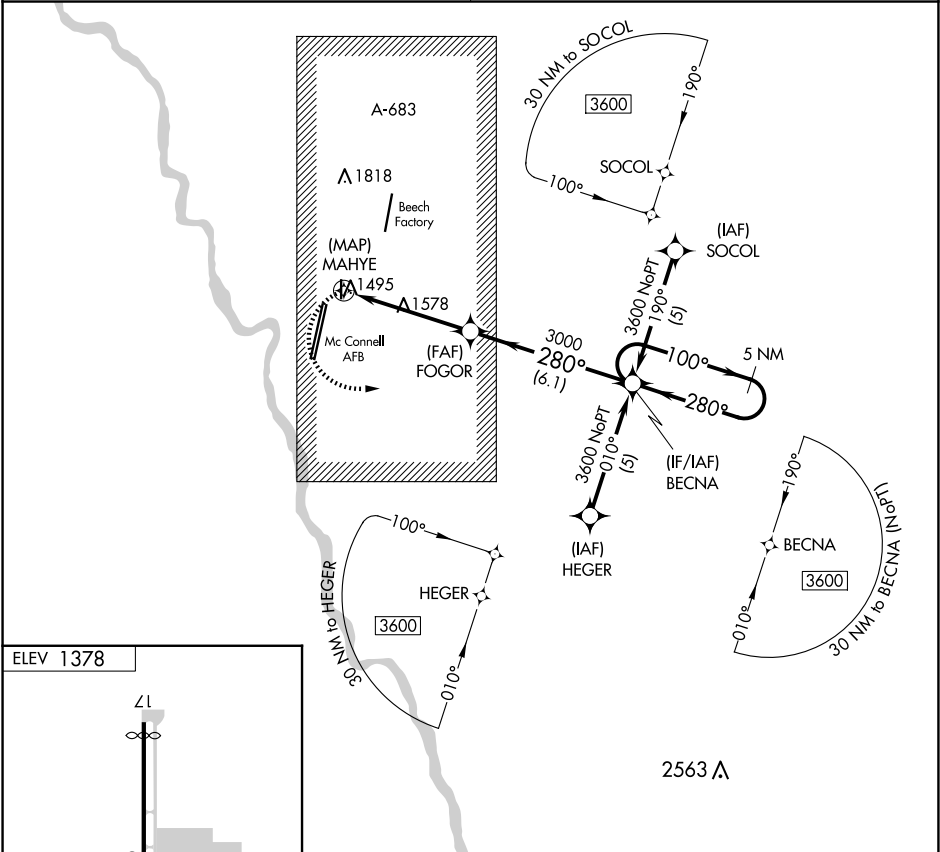 30 NM to SOCOL
3600
190°
SOCOL
100°
A-683
1818
Beech
Factory
(MAP)
MAHYE
1495
1578
Mc Connell
AFB
(FAF)
FOGOR
3000
280°
(6.1)
(IAF)
SOCOL
3600 NoPT
190°
(5)
100°
5 NM
280°
3600 NoPT
010°
(5)
(IF/IAF)
BECNA
(IAF)
HEGER
190°
BECNA
3600
010°
30 NM to BECNA (NoPT)
100°
HEGER
3600
30 NM to HEGER
010°
2563
ELEV 1378
17